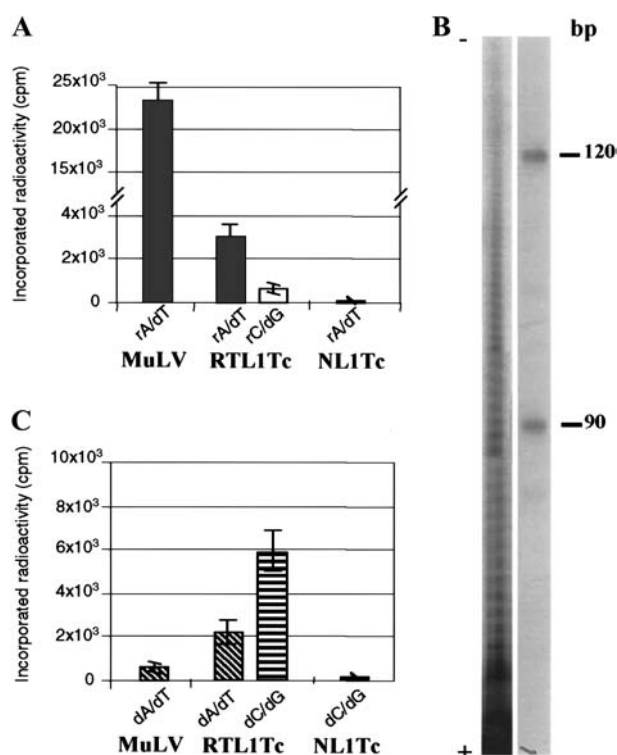 A
Incorporated radioactivity (cpm)
25x10³
20x10³
15x10³
4x10³
2x10³
0
rA/dT
rA/dT
rC/dG
rA/dT
MuLV
RTL1Tc
NL1Tc
B
bp
-
120
90
+
C
Incorporated radioactivity (cpm)
10x10³
8x10³
6x10³
4x10³
2x10³
0
dA/dT
dA/dT
dC/dG
dC/dG
MuLV
RTL1Tc
NL1Tc